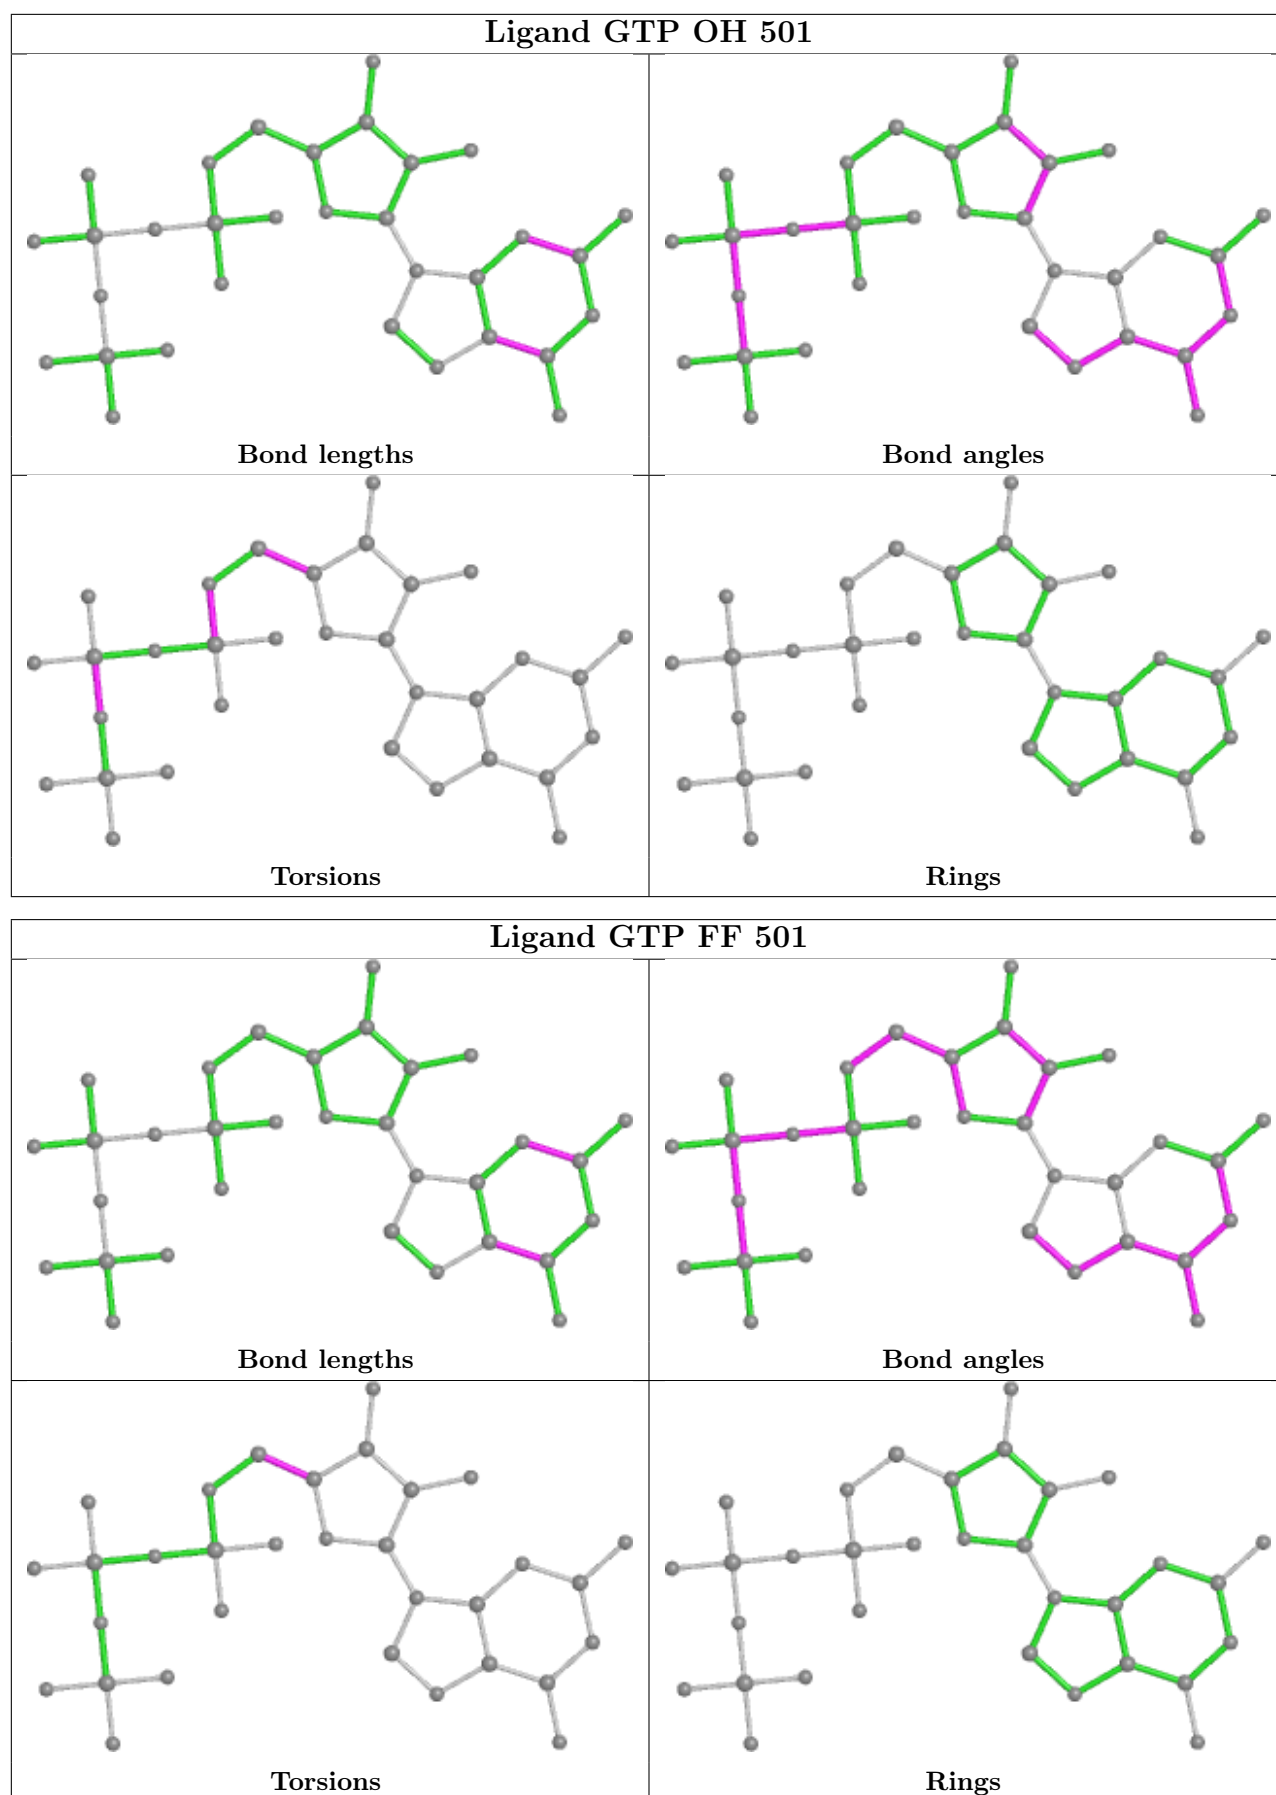 Ligand GTP OH 501
Bond lengths
Bond angles
Torsions
Rings
Ligand GTP FF 501
Bond lengths
Bond angles
Torsions
Rings